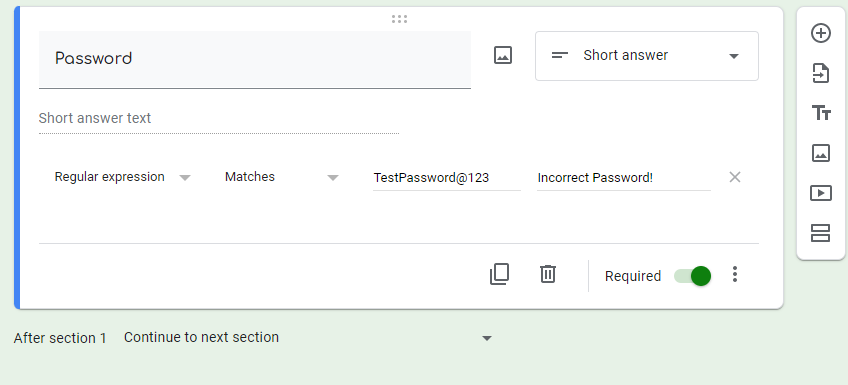 Password
Short answer
Short answer text
Regular expression Matches TestPassword@123 Incorrect Password!
Required
After section 1 Continue to next section